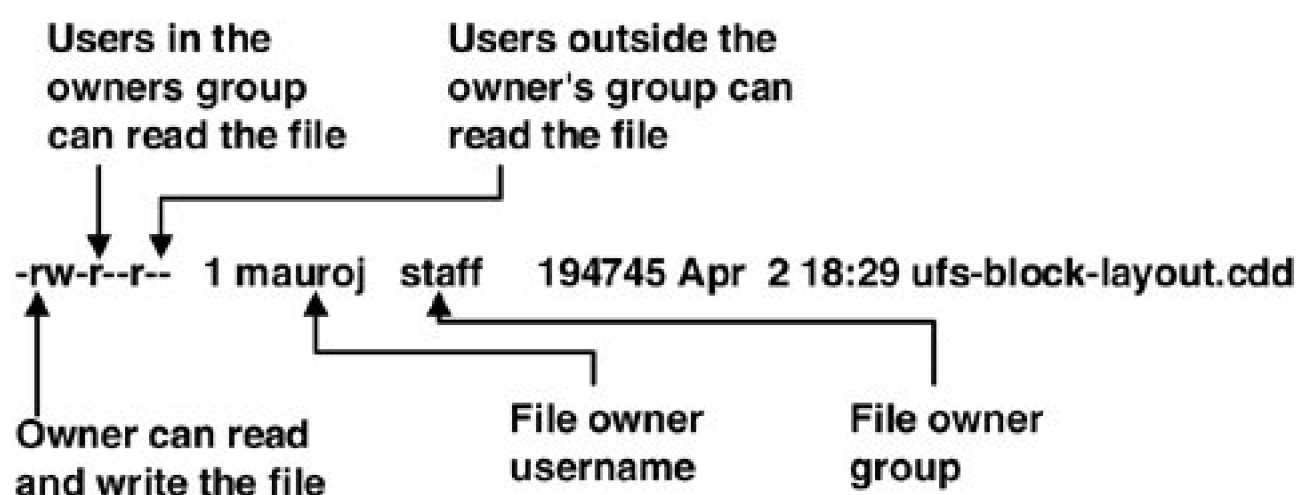 Users in the
owners group
can read the file
Users outside the
owner's group can
read the file
-rw-r--r-- 1 mauroj staff 194745 Apr 2 18:29 ufs-block-layout.cdd
Owner can read
and write the file
File owner
username
File owner
group